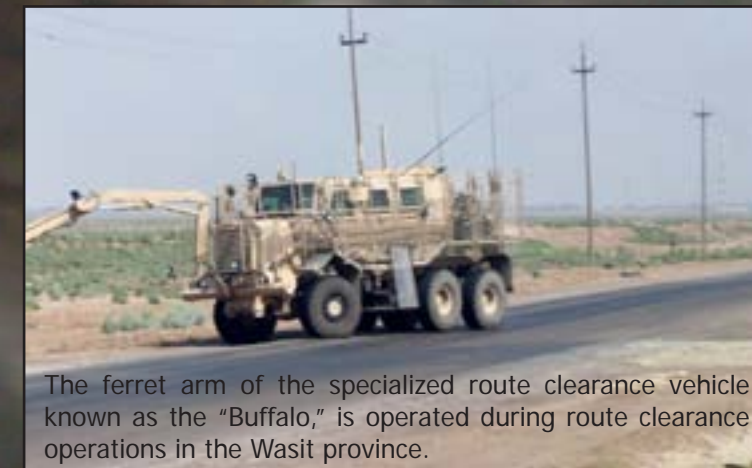 The ferret arm of the specialized route clearance vehicle
known as the “Buffalo,” is operated during route clearance
operations in the Wasit province.